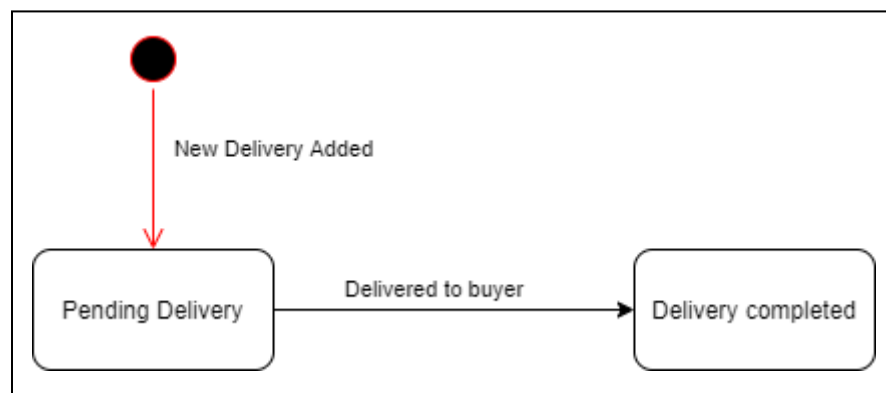 New Delivery Added
Pending Delivery
Delivered to buyer
Delivery completed